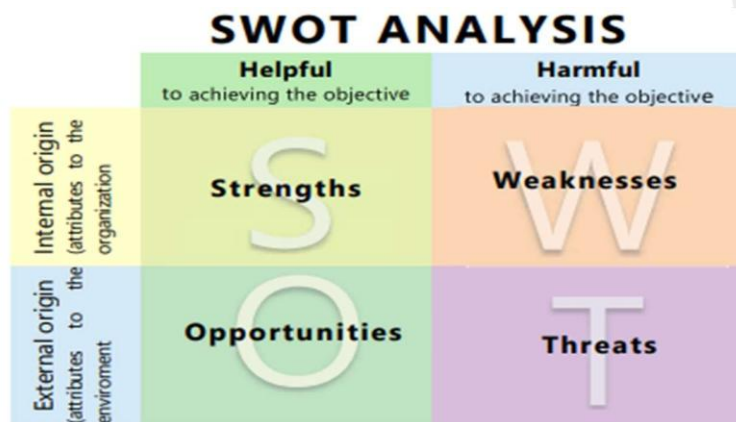 SWOT ANALYSIS
Helpful
to achieving the objective
Harmful
to achieving the objective
Internal origin
(attributes to the
organization
S
Strengths
W
Weaknesses
External origin
(attributes to the
enviroment
O
Opportunities
T
Threats